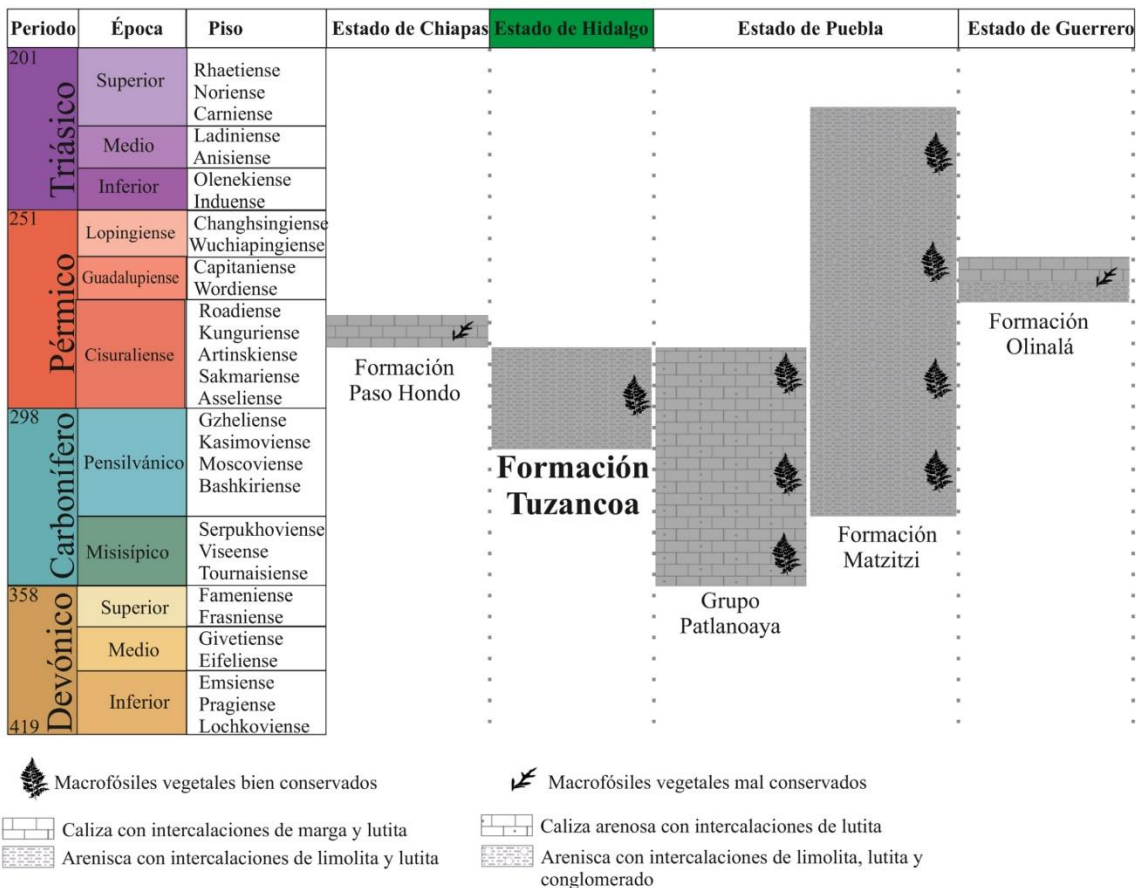 Periodo Época Piso Estado de Chiapas Estado de Hidalgo Estado de Puebla Estado de Guerrero
201
Triásico
Superior
Rhaetiense
Noriense
Carniense
Medio
Ladiniense
Anisiense
Inferior
Olenekiense
Induense
251
Pérmico
Lopingiense
Changhsingiense
Wuchiapingiense
Guadalupiense
Capitaniense
Wordiense
Cisuraliense
Roadiense
Kunguriense
Artinskiense
Sakmariense
Asseliense
298
Carbonífero
Pensilvánico
Gzheliense
Kasimoviense
Moscoviense
Bashkiriense
Misisípico
Serpukhoviense
Viseense
Tournaisiense
358
Devónico
Superior
Fameniense
Frasniense
Medio
Givetiense
Eifeliense
Inferior
Emsiense
Pragiense
Lochkoviense
419
Formación
Paso Hondo
Formación
Tuzancoa
Grupo
Patlanoaya
Formación
Matzitzi
Formación
Olinalá
Macrofósiles vegetales bien conservados
Macrofósiles vegetales mal conservados
Caliza con intercalaciones de marga y lutita
Caliza arenosa con intercalaciones de lutita
Arenisca con intercalaciones de limolita y lutita
Arenisca con intercalaciones de limolita, lutita y
conglomerado